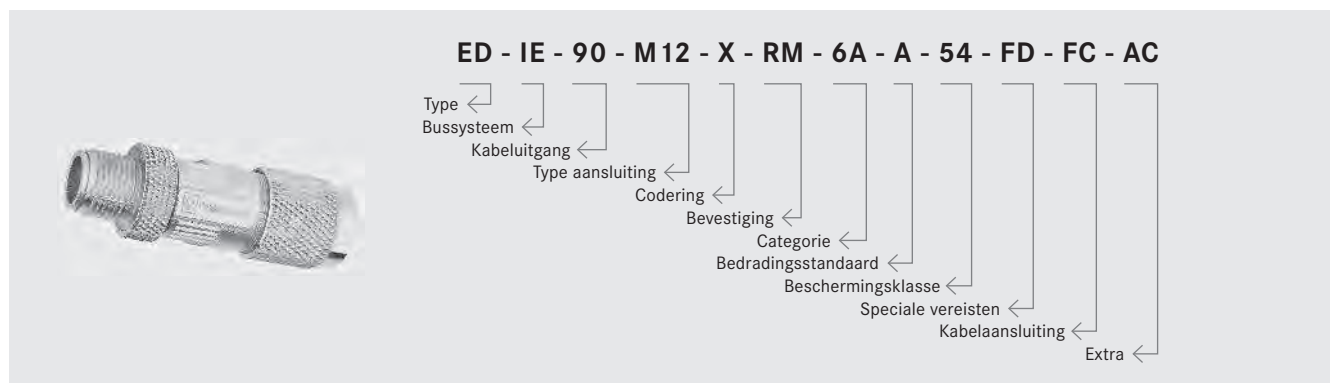 ED - IE - 90 - M12 - X - RM - 6A - A - 54 - FD - FC - AC
Type
Bussysteem
Kabeluitgang
Type aansluiting
Codering
Bevestiging
Categorie
Bedradingsstandaard
Beschermingsklasse
Speciale vereisten
Kabelaansluiting
Extra